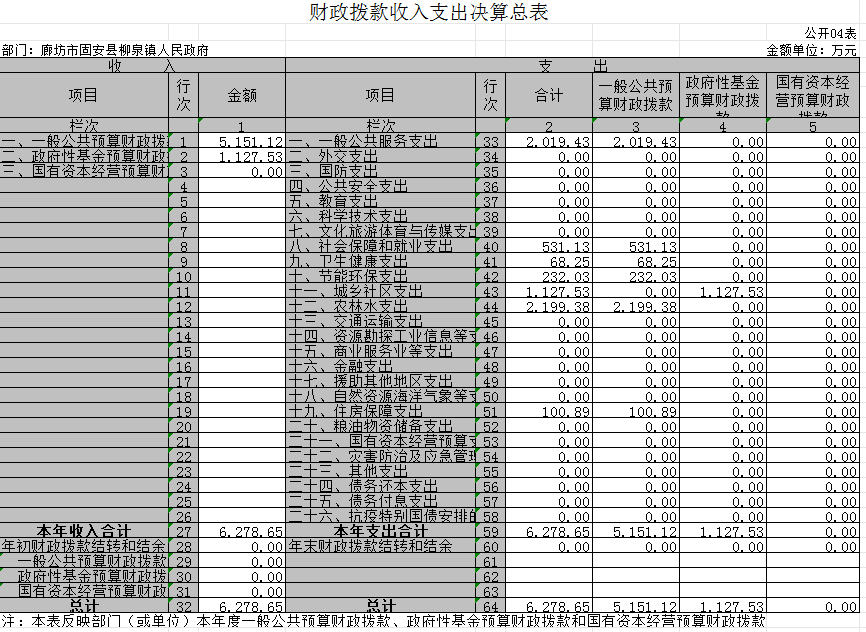 财政拨款收入支出决算总表
公开04表
部门：廊坊市固安县柳泉镇人民政府 金额单位：万元
收 入 支 出
项目 行次 金额 项目 行次 合计 一般公共预算财政拨款 政府性基金预算财政拨款 国有资本经营预算财政拨款
栏次 1 栏次 2 3 4 5
一、一般公共预算财政拨 1 5,151.12 一、一般公共服务支出 33 2,019.43 2,019.43 0.00 0.00
二、政府性基金预算财政 2 1,127.53 二、外交支出 34 0.00 0.00 0.00 0.00
三、国有资本经营预算财 3 0.00 三、国防支出 35 0.00 0.00 0.00 0.00
4 四、公共安全支出 36 0.00 0.00 0.00 0.00
5 五、教育支出 37 0.00 0.00 0.00 0.00
6 六、科学技术支出 38 0.00 0.00 0.00 0.00
7 七、文化旅游体育与传媒支出 39 0.00 0.00 0.00 0.00
8 八、社会保障和就业支出 40 531.13 531.13 0.00 0.00
9 九、卫生健康支出 41 68.25 68.25 0.00 0.00
10 十、节能环保支出 42 232.03 232.03 0.00 0.00
11 十一、城乡社区支出 43 1,127.53 0.00 1,127.53 0.00
12 十二、农林水支出 44 2,199.38 2,199.38 0.00 0.00
13 十三、交通运输支出 45 0.00 0.00 0.00 0.00
14 十四、资源勘探工业信息等支 46 0.00 0.00 0.00 0.00
15 十五、商业服务业等支出 47 0.00 0.00 0.00 0.00
16 十六、金融支出 48 0.00 0.00 0.00 0.00
17 十七、援助其他地区支出 49 0.00 0.00 0.00 0.00
18 十八、自然资源海洋气象等支 50 0.00 0.00 0.00 0.00
19 十九、住房保障支出 51 100.89 100.89 0.00 0.00
20 二十、粮油物资储备支出 52 0.00 0.00 0.00 0.00
21 二十一、国有资本经营预算支 53 0.00 0.00 0.00 0.00
22 二十二、灾害防治及应急管理 54 0.00 0.00 0.00 0.00
23 二十三、其他支出 55 0.00 0.00 0.00 0.00
24 二十四、债务还本支出 56 0.00 0.00 0.00 0.00
25 二十五、债务付息支出 57 0.00 0.00 0.00 0.00
26 二十六、抗疫特别国债安排的 58 0.00 0.00 0.00 0.00
本年收入合计 27 6,278.65 本年支出合计 59 6,278.65 5,151.12 1,127.53 0.00
年初财政拨款结转和结余 28 0.00 年末财政拨款结转和结余 60 0.00 0.00 0.00 0.00
一般公共预算财政拨款 29 0.00 61
政府性基金预算财政拨 30 0.00 62
国有资本经营预算财政 31 0.00 63
总计 32 6,278.65 总计 64 6,278.65 5,151.12 1,127.53 0.00
注：本表反映部门（或单位）本年度一般公共预算财政拨款、政府性基金预算财政拨款和国有资本经营预算财政拨款